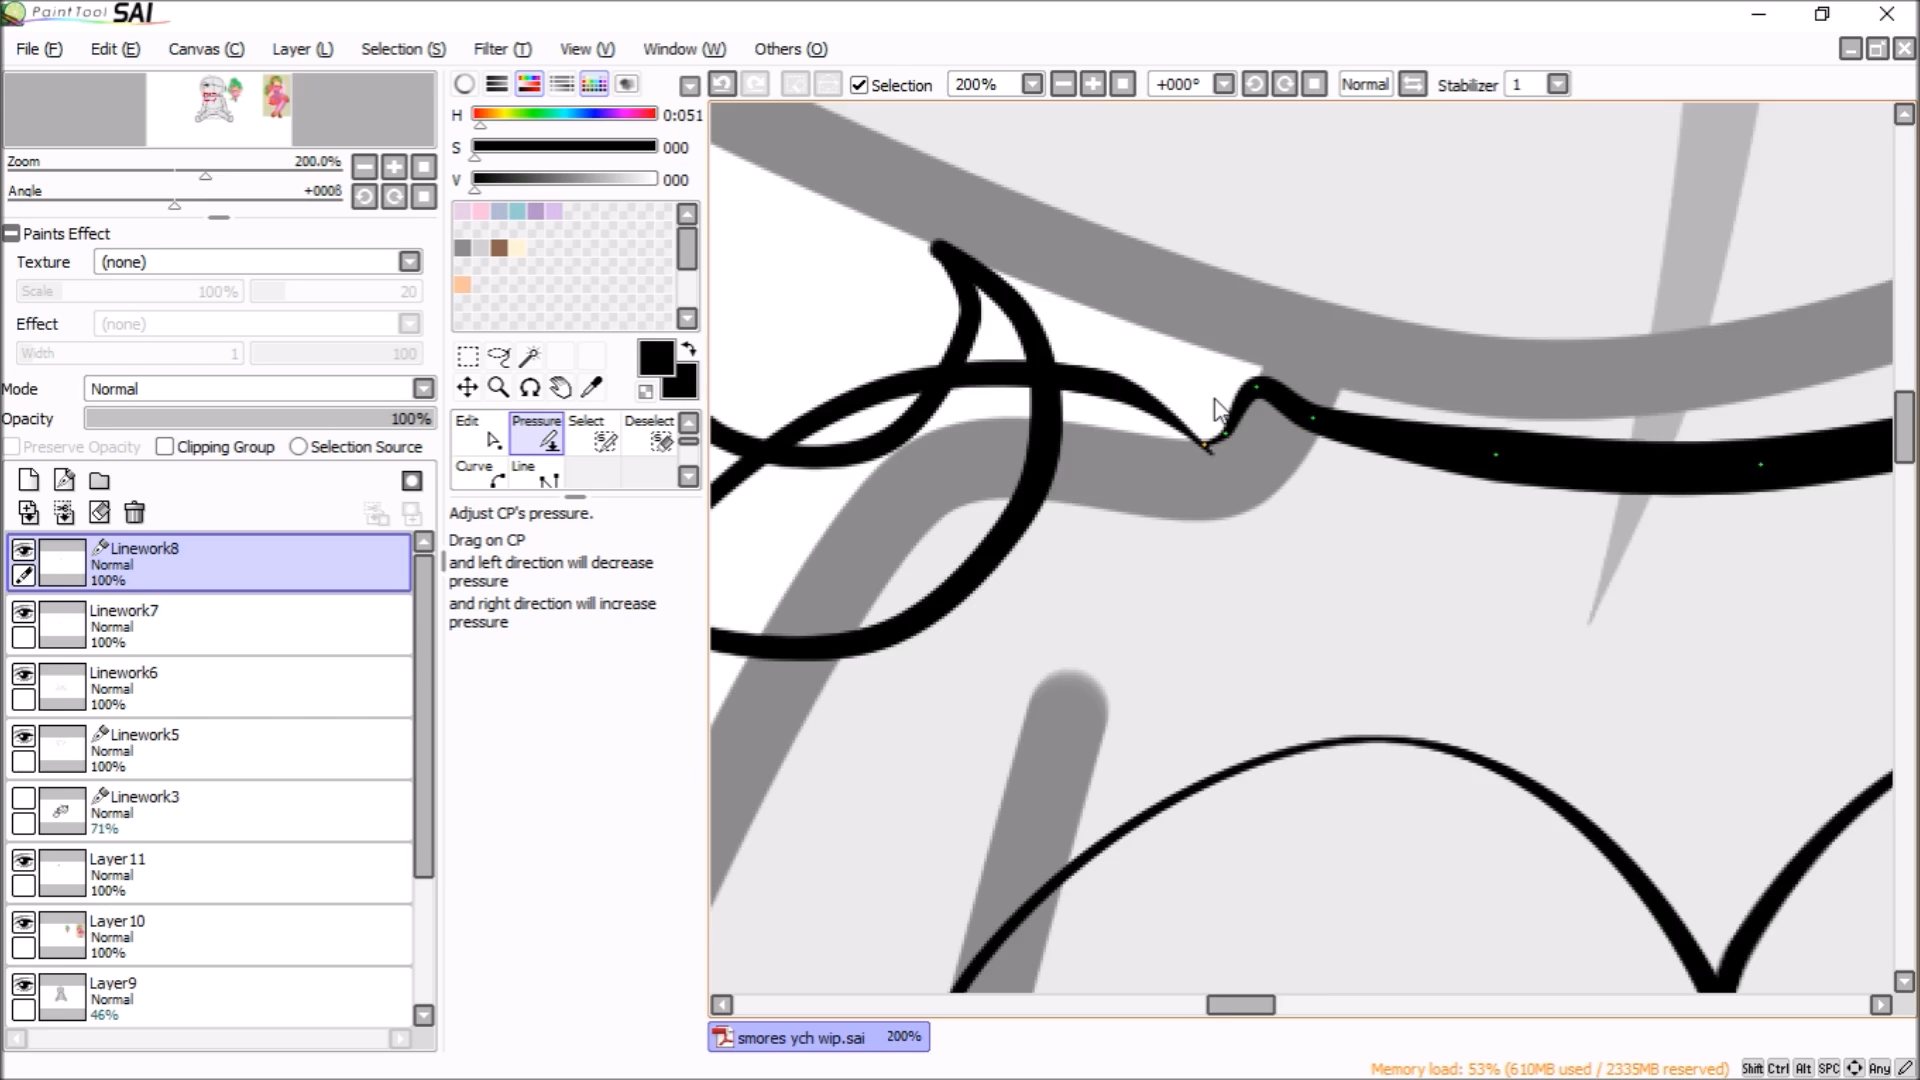 PaintTool SAI
File (F) Edit (E) Canvas (C) Layer (L) Selection (S) Filter (T) View (V) Window (W) Others (O)
Selection 200% +000° Normal Stabilizer 1
H 0:051
S 000
V 000
Zoom 200.0%
Angle +000ß
Paints Effect
Texture (none)
Scale 100% 20
Effect (none)
Width 1 100
Mode Normal
Opacity 100%
Preserve Opacity Clipping Group Selection Source
Edit Pressure Select Deselect
Curve Line
Adjust CP's pressure.
Drag on CP
and left direction will decrease
pressure
and right direction will increase
pressure
Linework8
Normal
100%
Linework7
Normal
100%
Linework6
Normal
100%
Linework5
Normal
100%
Linework3
Normal
71%
Layer11
Normal
100%
Layer10
Normal
100%
Layer9
Normal
46%
smores ych wip.sai 200%
Memory load: 53% (610MB used / 2335MB reserved) Shift Ctrl Alt SPC Any